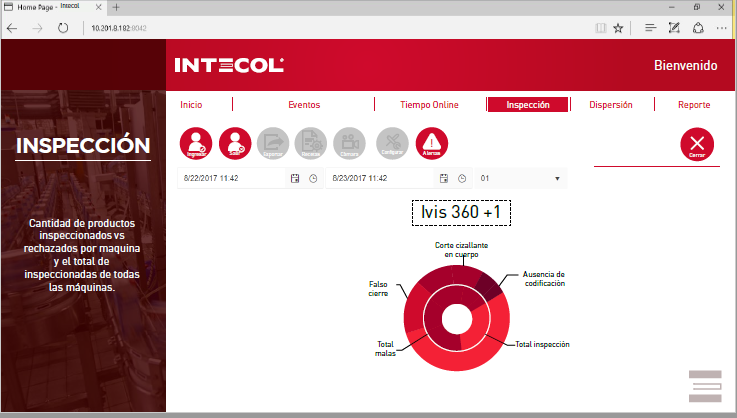 Home Page - Intecol
10.201.8.182:8042
INTECOL
Bienvenido
Inicio
Eventos
Tiempo Online
Inspección
Dispersión
Reporte
INSPECCIÓN
Ingresar
Salir
Exportar
Recetas
Cámara
Configurar
Alarmas
Cerrar
8/22/2017 11:42
8/23/2017 11:42
01
Cantidad de productos
inspeccionados vs
rechazados por maquina
y el total de
inspeccionadas de todas
las máquinas.
Ivis 360 +1
Corte cizallante
en cuerpo
Ausencia de
codificación
Falso
cierre
Total
malas
Total inspección